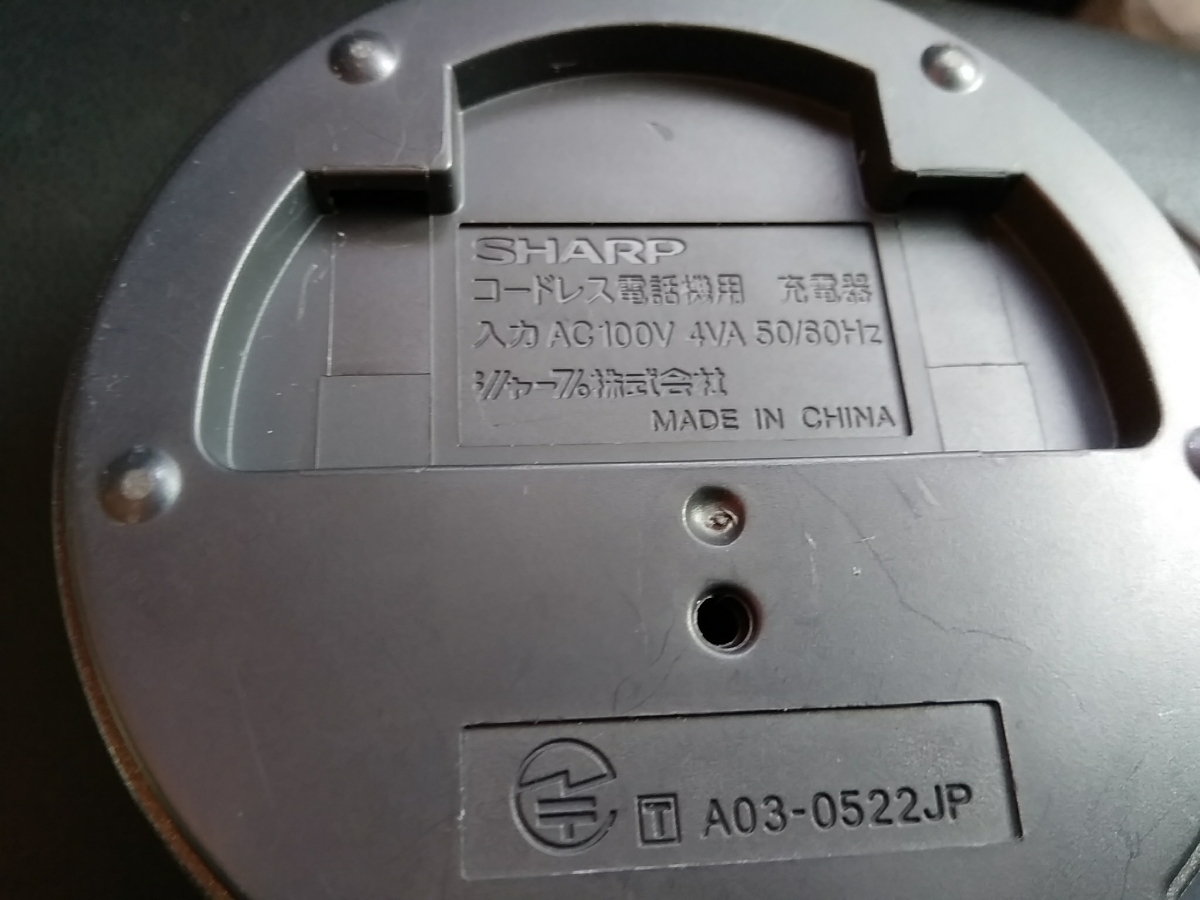 SHARP
コードレス電話機用 充電器
入力 AC100V 4VA 50/60Hz
シャープ株式会社
MADE IN CHINA
T A03-0522JP